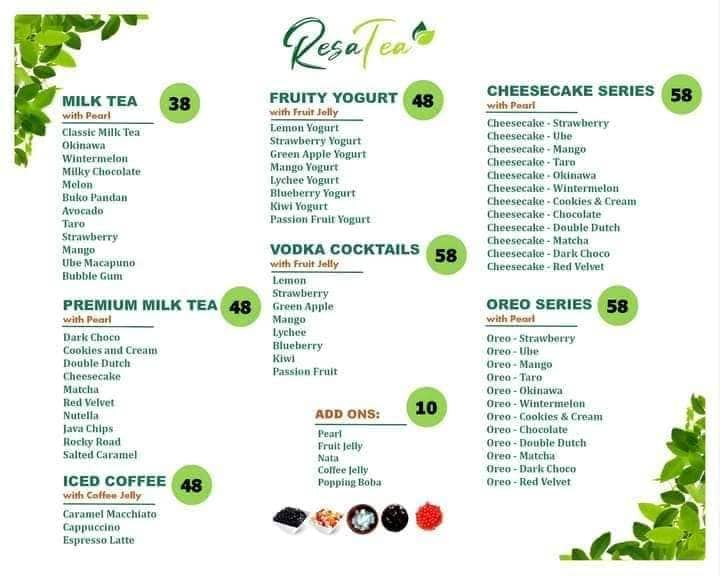 ResaTea
MILK TEA 38
with Pearl
Classic Milk Tea
Okinawa
Wintermelon
Milky Chocolate
Melon
Buko Pandan
Avocado
Taro
Strawberry
Mango
Ube Macapuno
Bubble Gum
PREMIUM MILK TEA 48
with Pearl
Dark Choco
Cookies and Cream
Double Dutch
Cheesecake
Matcha
Red Velvet
Nutella
Java Chips
Rocky Road
Salted Caramel
ICED COFFEE 48
with Coffee Jelly
Caramel Macchiato
Cappucino
Espresso Latte
FRUITY YOGURT 48
with Fruit Jelly
Lemon Yogurt
Strawberry Yogurt
Green Apple Yogurt
Mango Yogurt
Lychee Yogurt
Blueberry Yogurt
Kiwi Yogurt
Passion Fruit Yogurt
VODKA COCKTAILS 58
with Fruit Jelly
Lemon
Strawberry
Green Apple
Mango
Lychee
Blueberry
Kiwi
Passion Fruit
ADD ONS: 10
Pearl
Fruit Jelly
Nata
Coffee Jelly
Popping Boba
CHEESECAKE SERIES 58
with Pearl
Cheesecake - Strawberry
Cheesecake - Ube
Cheesecake - Mango
Cheesecake - Taro
Cheesecake - Okinawa
Cheesecake - Wintermelon
Cheesecake - Cookies & Cream
Cheesecake - Chocolate
Cheesecake - Double Dutch
Cheesecake - Matcha
Cheesecake - Dark Choco
Cheesecake - Red Velvet
OREO SERIES 58
with Pearl
Oreo - Strawberry
Oreo - Ube
Oreo - Mango
Oreo - Taro
Oreo - Okinawa
Oreo - Wintermelon
Oreo - Cookies & Cream
Oreo - Chocolate
Oreo - Double Dutch
Oreo - Matcha
Oreo - Dark Choco
Oreo - Red Velvet